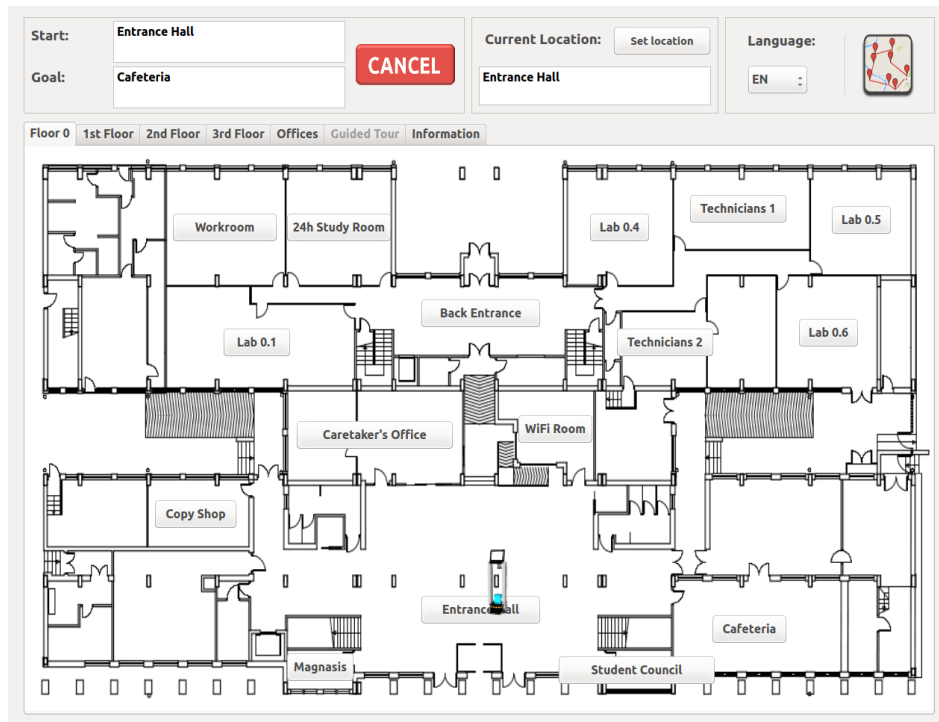 Start:
Entrance Hall
Goal:
Cafeteria
CANCEL
Current Location:
Set location
Entrance Hall
Language:
EN
Floor 0
1st Floor
2nd Floor
3rd Floor
Offices
Guided Tour
Information
Workroom
24h Study Room
Lab 0.4
Technicians 1
Lab 0.5
Back Entrance
Lab 0.1
Technicians 2
Lab 0.6
Caretaker's Office
WiFi Room
Copy Shop
Entrance Hall
Cafeteria
Magnasis
Student Council